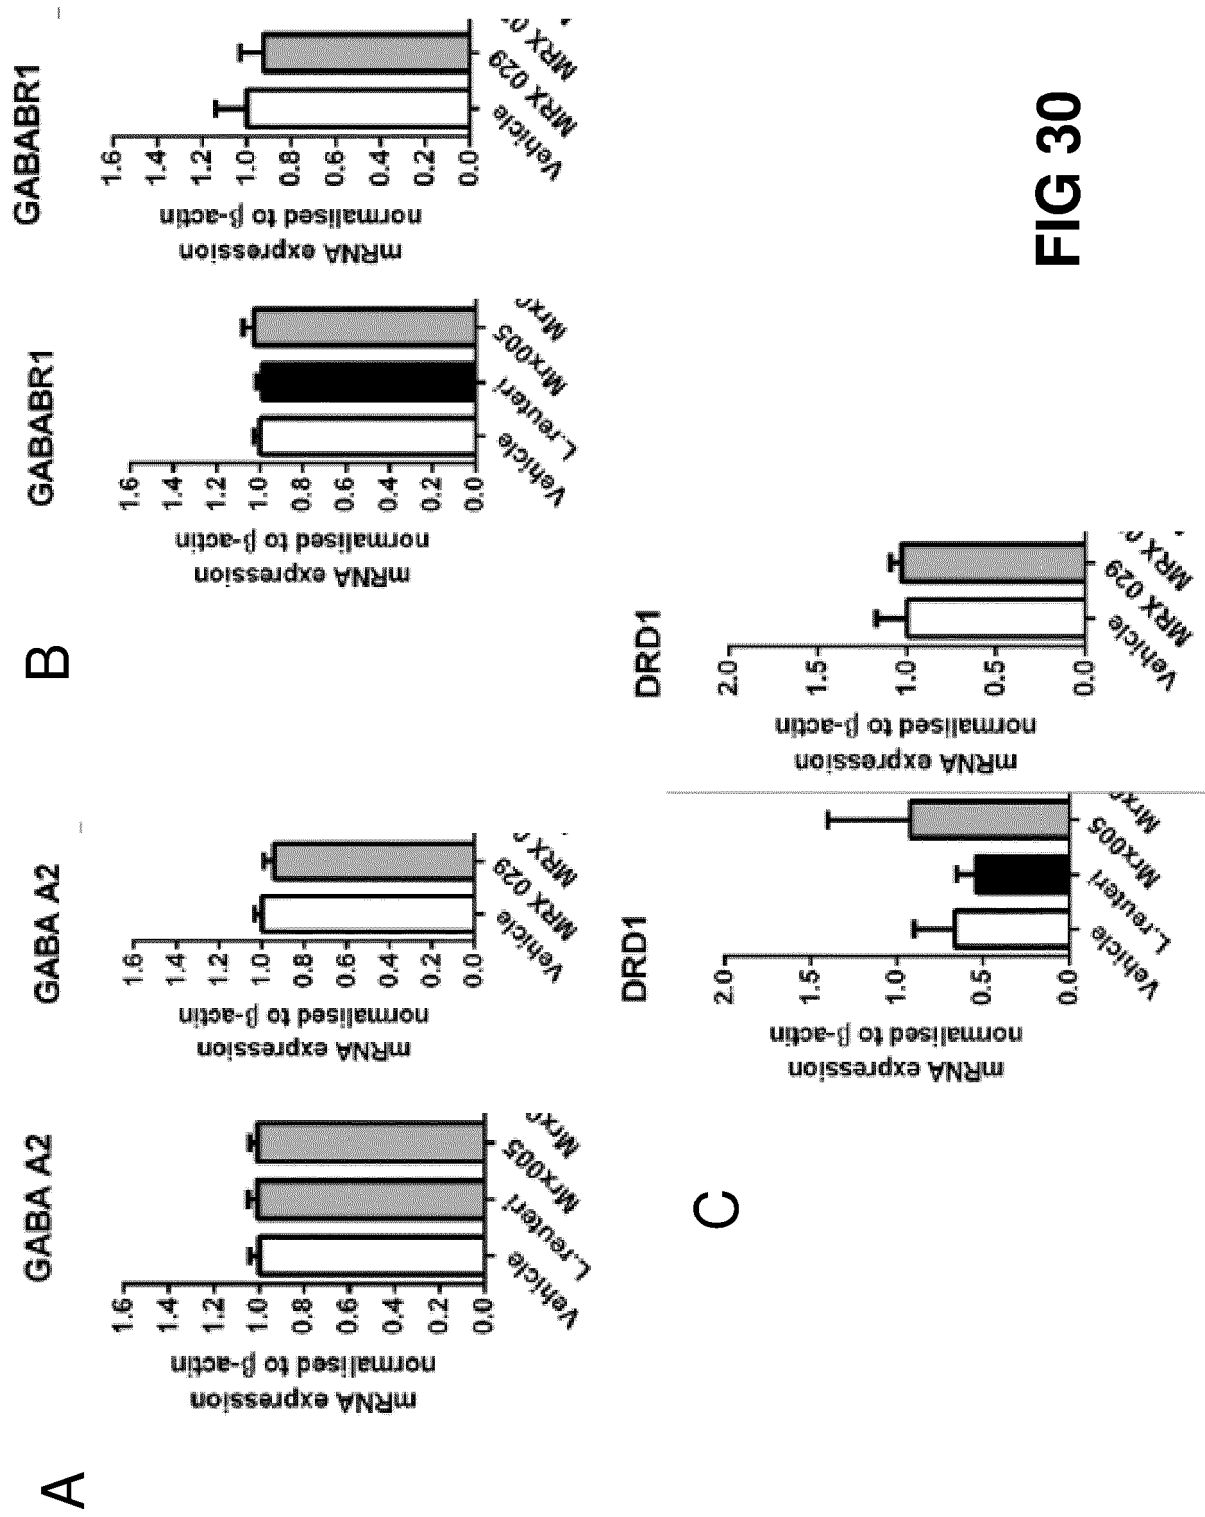 A
GABA A2
mRNA expression
normalised to β-actin
1.6
1.4
1.2
1.0
0.8
0.6
0.4
0.2
0.0
Vehicle
L.reuteri
Mrx005
GABA A2
mRNA expression
normalised to β-actin
1.6
1.4
1.2
1.0
0.8
0.6
0.4
0.2
0.0
Vehicle
MRX 029
MRX
B
GABABR1
mRNA expression
normalised to β-actin
1.6
1.4
1.2
1.0
0.8
0.6
0.4
0.2
0.0
Vehicle
L.reuteri
Mrx005
GABABR1
mRNA expression
normalised to β-actin
1.6
1.4
1.2
1.0
0.8
0.6
0.4
0.2
0.0
Vehicle
MRX 029
MRX
C
DRD1
mRNA expression
normalised to β-actin
2.0
1.5
1.0
0.5
0.0
Vehicle
L.reuteri
Mrx005
DRD1
mRNA expression
normalised to β-actin
2.0
1.5
1.0
0.5
0.0
Vehicle
MRX 029
MRX
FIG 30